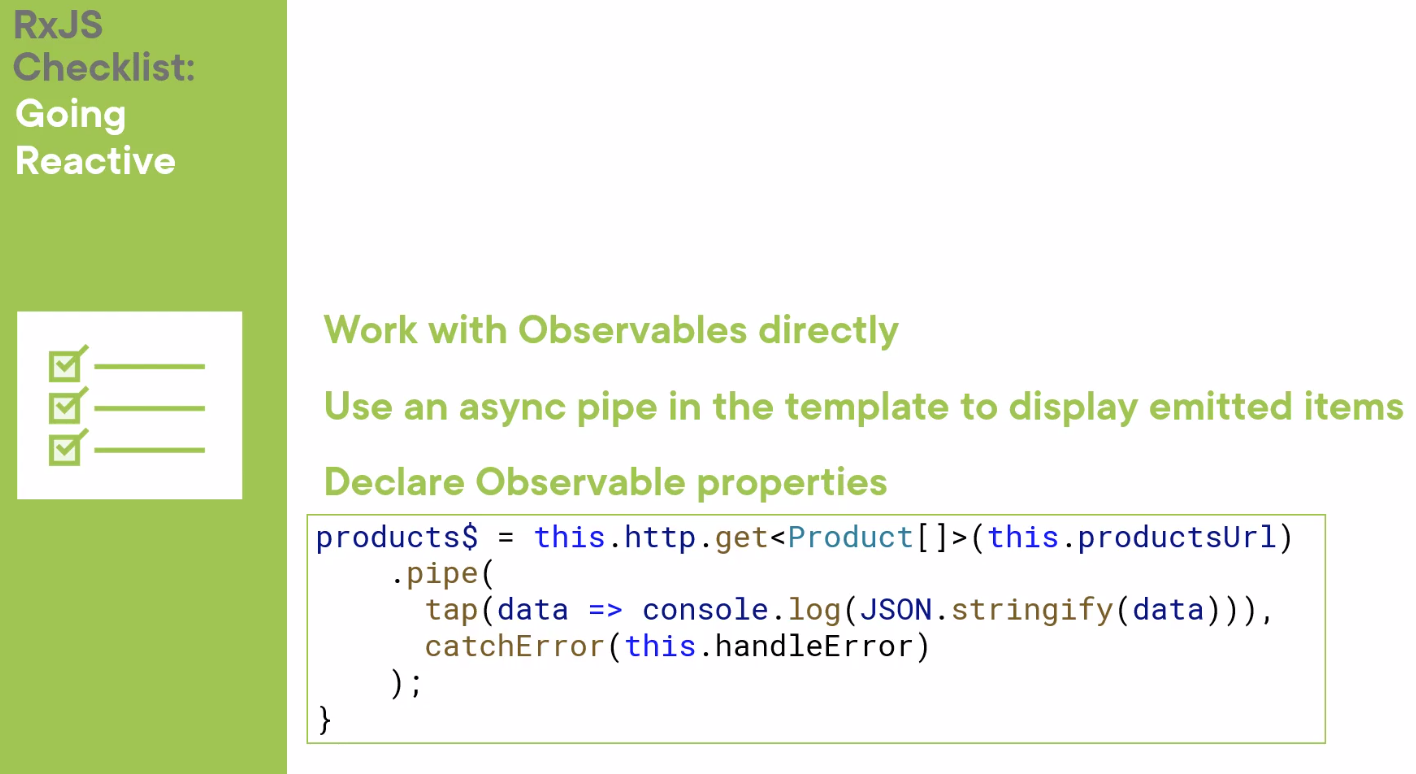 RxJS
Checklist:
Going
Reactive
Work with Observables directly
Use an async pipe in the template to display emitted items
Declare Observable properties
products$ = this.http.get<Product[]>(this.productsUrl)
    .pipe(
      tap(data => console.log(JSON.stringify(data))),
      catchError(this.handleError)
    );
}